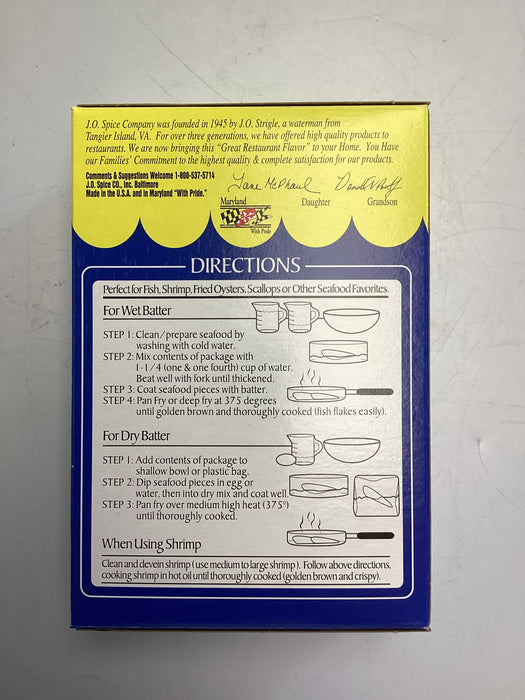 J.O. Spice Company was founded in 1945 by J.O. Strigle, a waterman from
Tangier Island, VA. For over three generations, we have offered high quality products to
restaurants. We are now bringing this "Great Restaurant Flavor" to your Home. You Have
our Families' Commitment to the highest quality & complete satisfaction for our products.
Comments & Suggestions Welcome 1-800-537-5714
J.D. Spice CO., Inc. Baltimore
Made in the U.S.A. and in Maryland "With Pride."
Jane McPhaul
Maryland
With Pride
Daughter
Grandson
DIRECTIONS
Perfect for Fish, Shrimp, Fried Oysters, Scallops or Other Seafood Favorites.
For Wet Batter
STEP 1: Clean/prepare seafood by
washing with cold water.
STEP 2: Mix contents of package with
1-1/4 (one & one fourth) cup of water.
Beat well with fork until thickened.
STEP 3: Coat seafood pieces with batter.
STEP 4: Pan Fry or deep fry at 375 degrees
until golden brown and thoroughly cooked (fish flakes easily).
For Dry Batter
STEP 1: Add contents of package to
shallow bowl or plastic bag.
STEP 2: Dip seafood pieces in egg or
water, then into dry mix and coat well.
STEP 3: Pan fry over medium high heat (375°)
until thoroughly cooked.
When Using Shrimp
Clean and devein shrimp (use medium to large shrimp). Follow above directions,
cooking shrimp in hot oil until thoroughly cooked (golden brown and crispy).